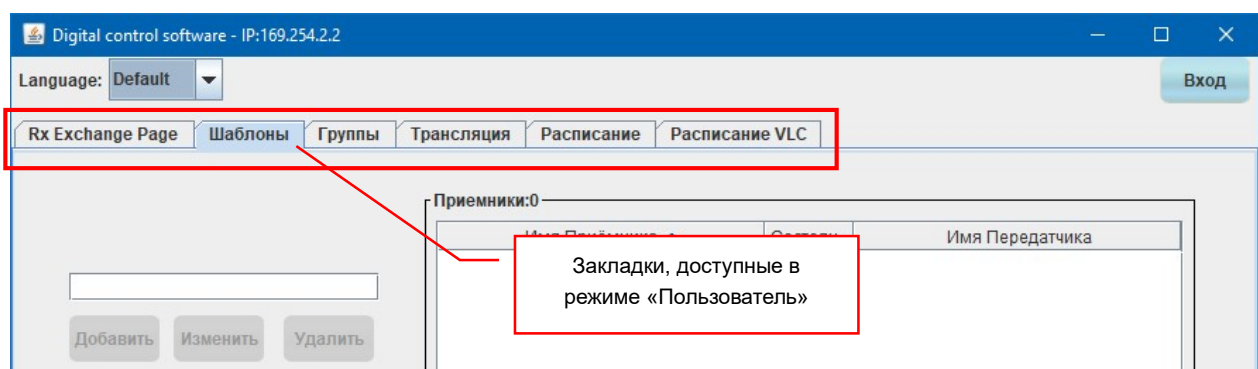 Digital control software - IP:169.254.2.2
Language: Default
Вход
Rx Exchange Page Шаблоны Группы Трансляция Расписание Расписание VLC
Приемники:0
Имя Передатчика
Закладки, доступные в
режиме «Пользователь»
Добавить Изменить Удалить